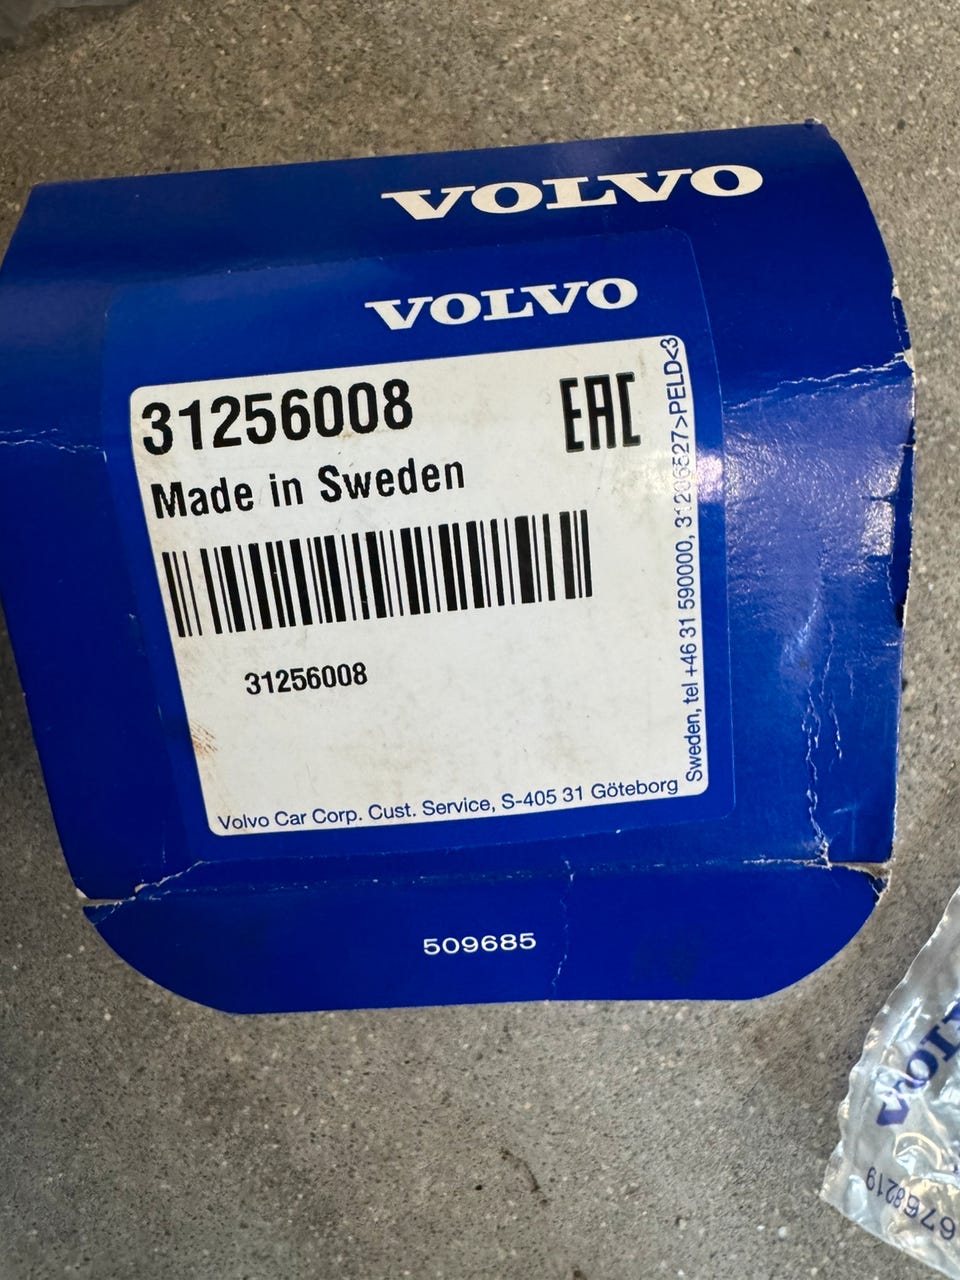 VOLVO
VOLVO
31256008
EAC
Made in Sweden
31256008
Volvo Car Corp. Cust. Service, S-405 31 Göteborg
Sweden, tel +46 31 590000, 31206527>PELD<3
509685
VOLVO
6768219